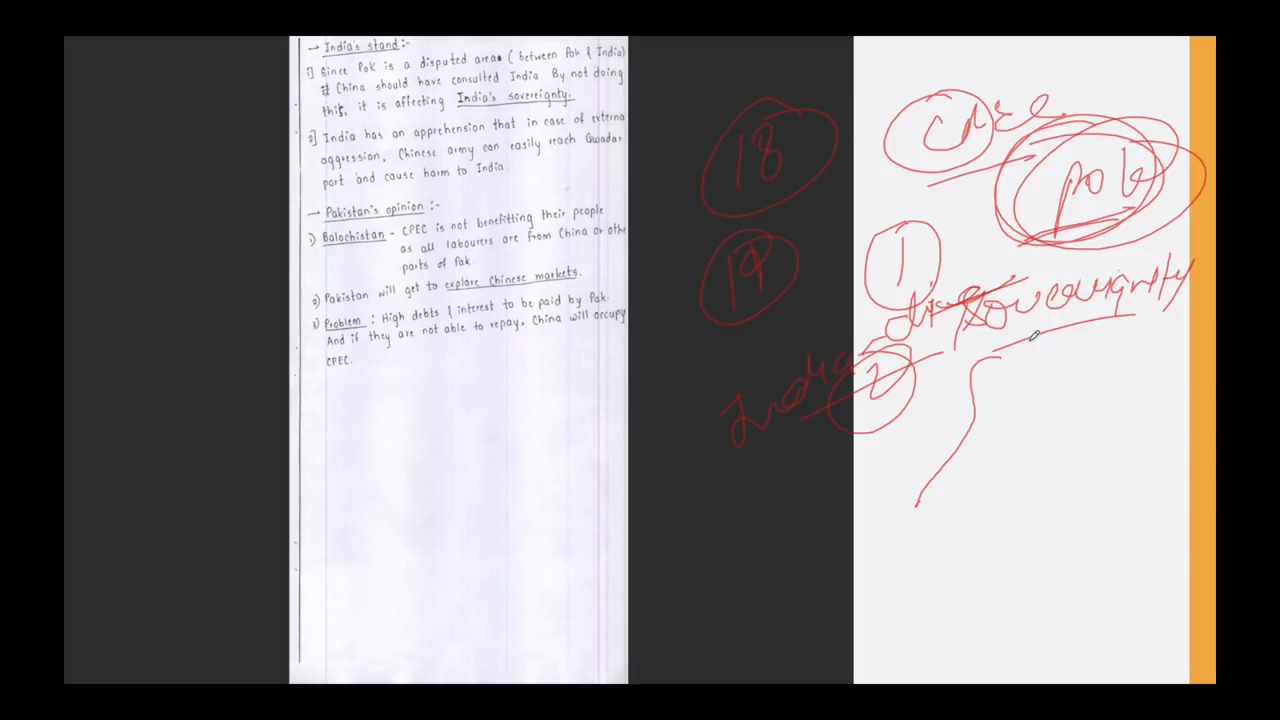 → India's stand :-
1] Since PoK is a disputed area (between Pak & India)
China should have consulted India. By not doing
this, it is affecting India's sovereignty.
2] India has an apprehension that in case of externa
aggression, Chinese army can easily reach Gwadar
port and cause harm to India.
→ Pakistan's opinion :-
1) Balochistan - CPEC is not benefitting their people
as all labourers are from China or othe
parts of Pak.
2) Pakistan will get to explore Chinese markets.
3) Problem : High debts & interest to be paid by Pak.
And if they are not able to repay, China will occupy
CPEC.
18
CPEC
POK
19
1
Sovereignty
India
2